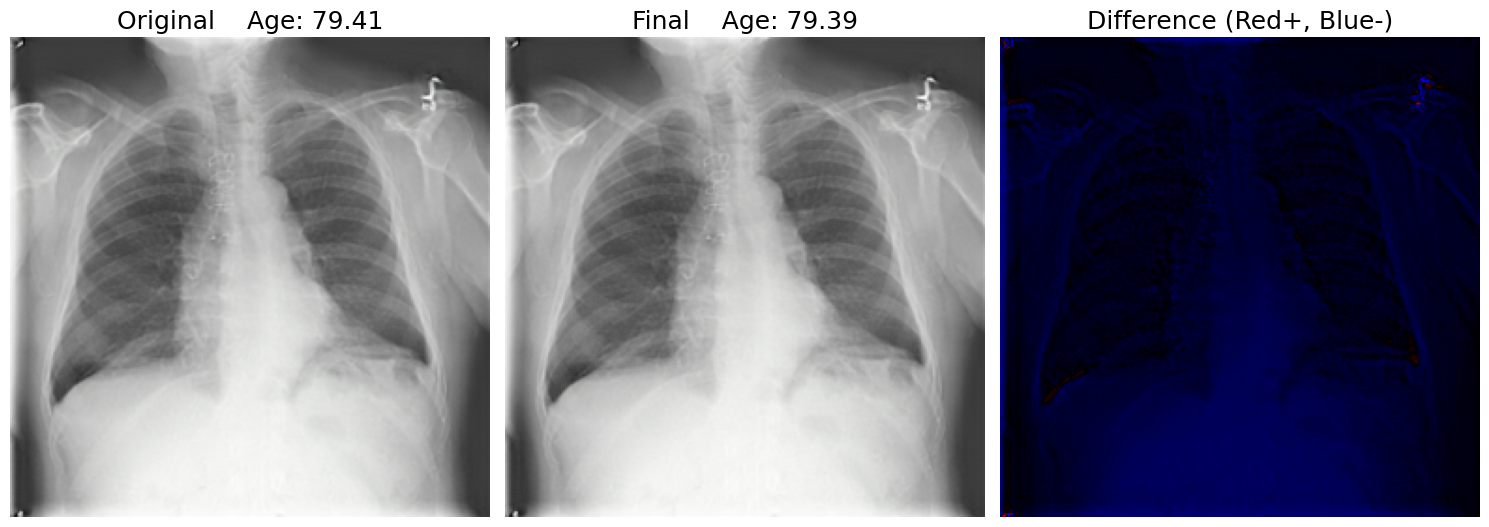 Original    Age: 79.41
Final    Age: 79.39
Difference (Red+, Blue-)